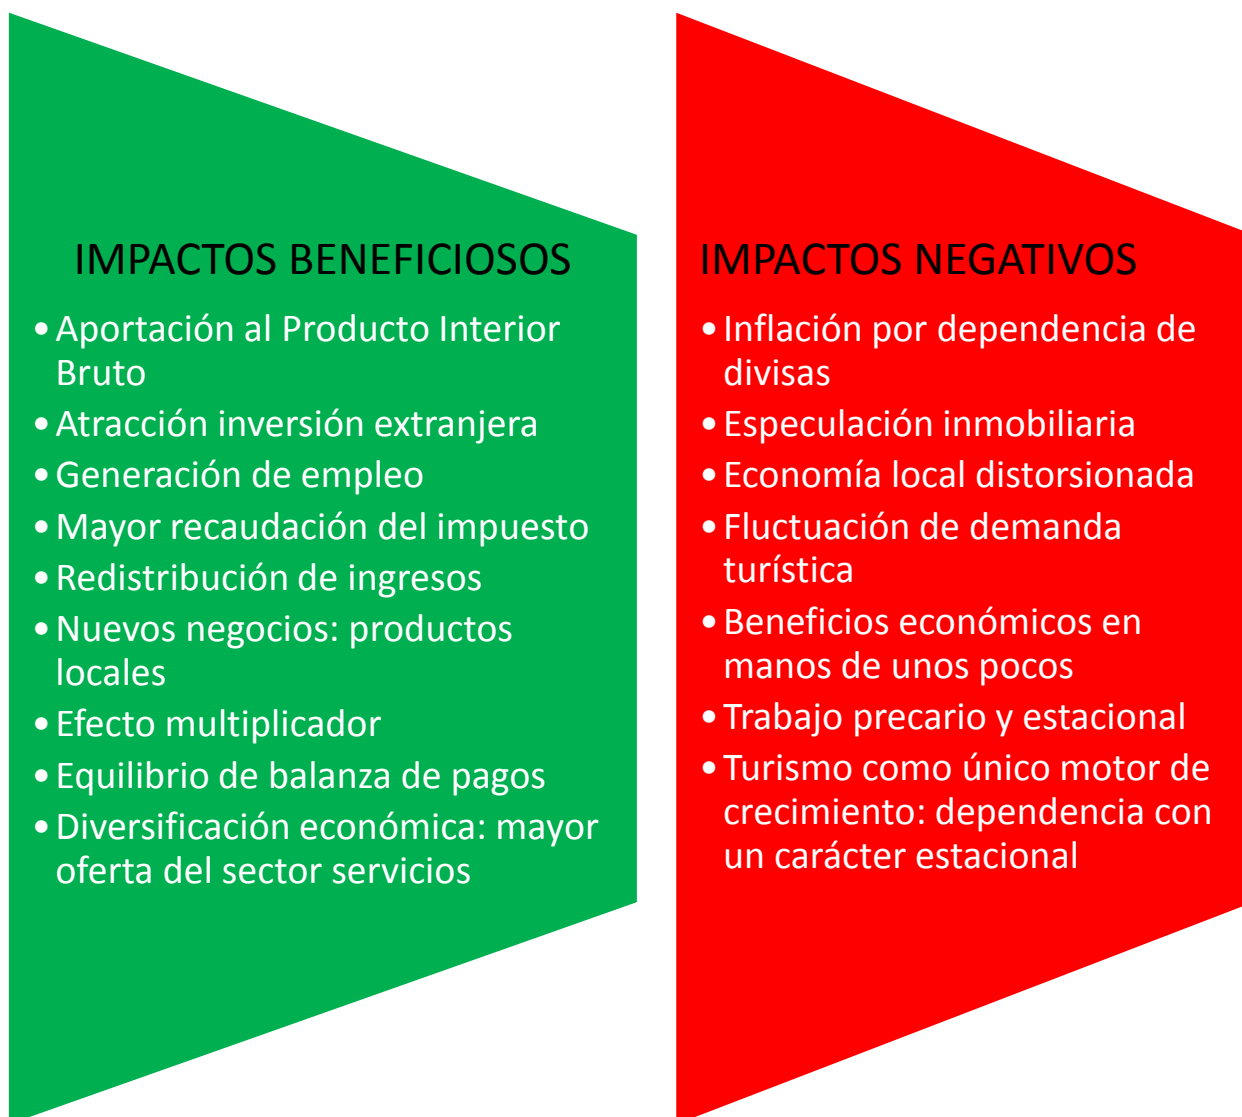 IMPACTOS BENEFICIOSOS
• Aportación al Producto Interior
Bruto
• Atracción inversión extranjera
• Generación de empleo
• Mayor recaudación del impuesto
• Redistribución de ingresos
• Nuevos negocios: productos
locales
• Efecto multiplicador
• Equilibrio de balanza de pagos
• Diversificación económica: mayor
oferta del sector servicios
IMPACTOS NEGATIVOS
• Inflación por dependencia de
divisas
• Especulación inmobiliaria
• Economía local distorsionada
• Fluctuación de demanda
turística
• Beneficios económicos en
manos de unos pocos
• Trabajo precario y estacional
• Turismo como único motor de
crecimiento: dependencia con
un carácter estacional